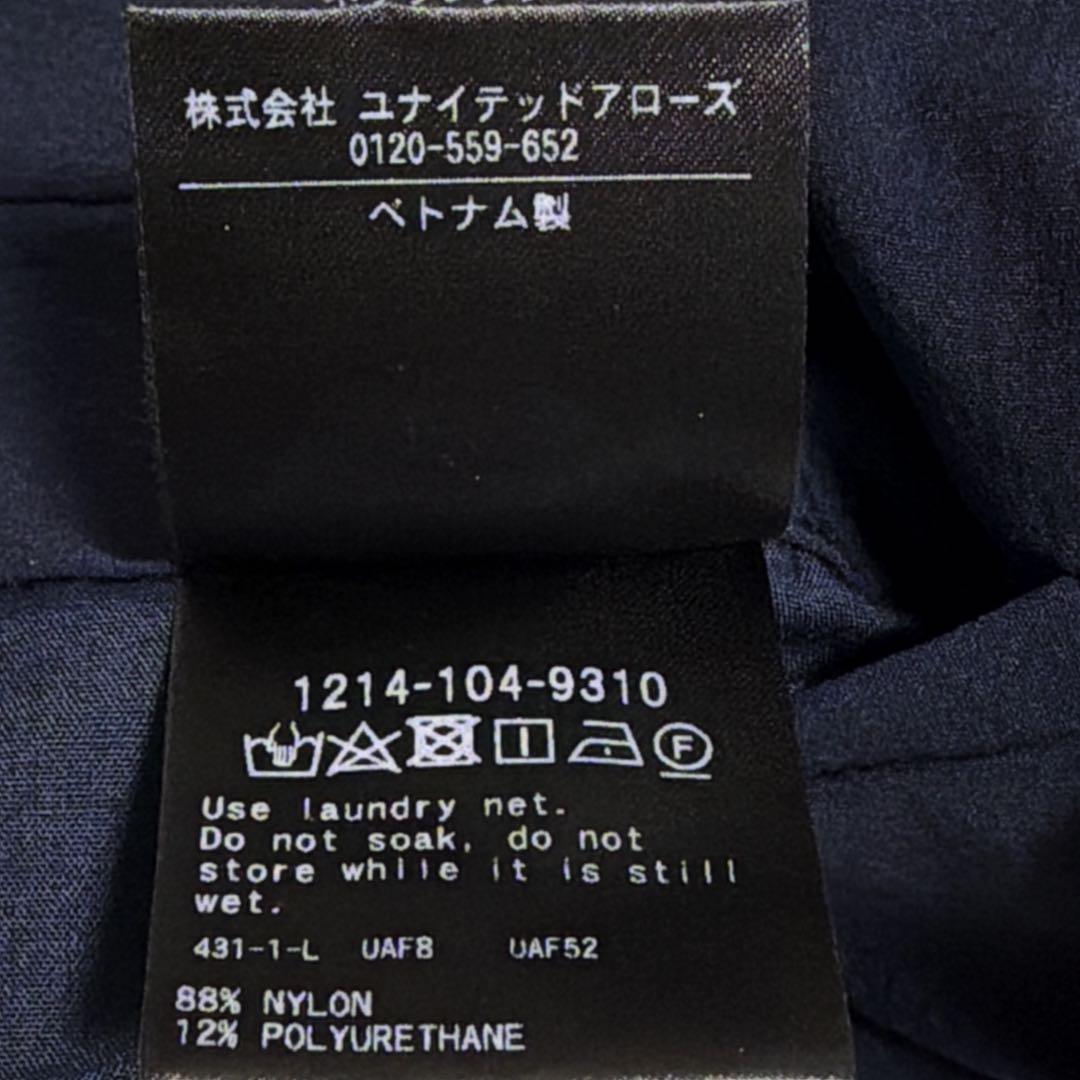 株式会社 ユナイテッドアローズ
0120-559-652
ベトナム製
1214-104-9310
F
Use laundry net.
Do not soak, do not
store while it is still
wet.
431-1-L UAF8 UAF52
88% NYLON
12% POLYURETHANE